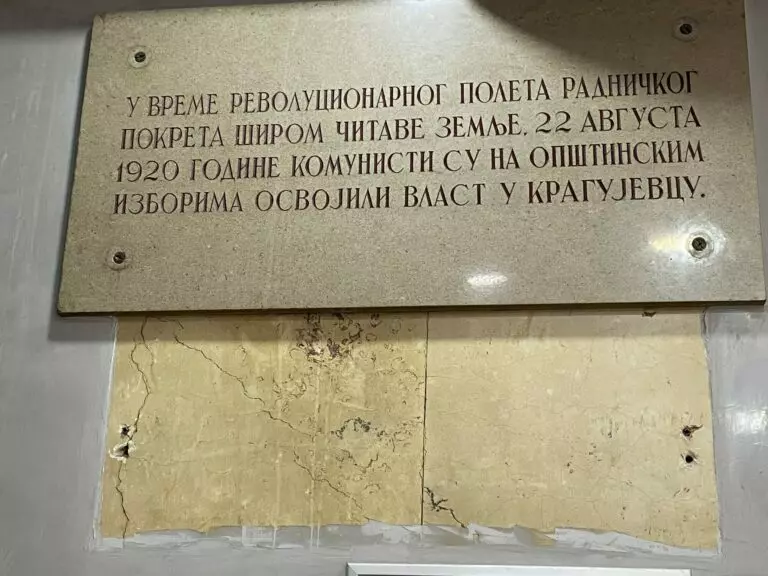 У ВРЕМЕ РЕВОЛУЦИОНАРНОГ ПОЛЕТА РАДНИЧКОГ
ПОКРЕТА ШИРОМ ЧИТАВЕ ЗЕМЉЕ. 22 АВГУСТА
1920 ГОДИНЕ КОМУНИСТИ СУ НА ОПШТИНСКИМ
ИЗБОРИМА ОСВОЈИЛИ ВЛАСТ У КРАГУЈЕВЦУ.